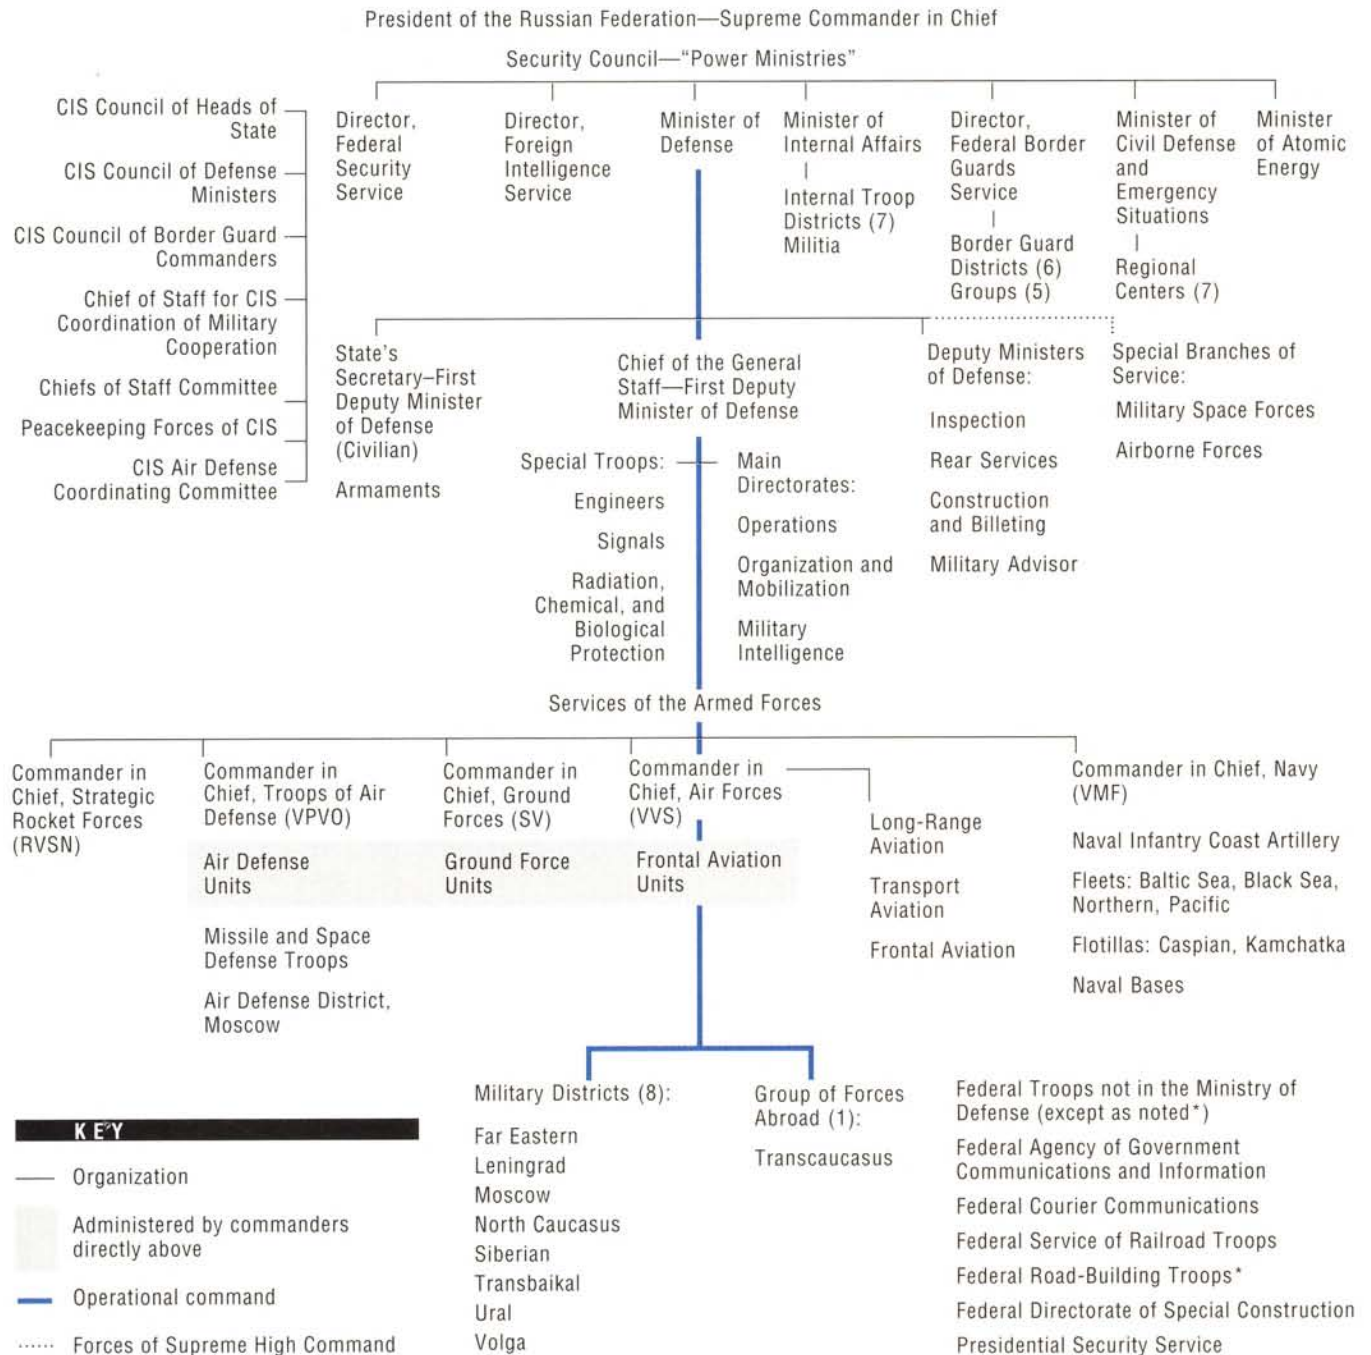 President of the Russian Federation—Supreme Commander in Chief
Security Council—“Power Ministries”
CIS Council of Heads of
State
CIS Council of Defense
Ministers
CIS Council of Border Guard
Commanders
Chief of Staff for CIS
Coordination of Military
Cooperation
Chiefs of Staff Committee
Peacekeeping Forces of CIS
CIS Air Defense
Coordinating Committee
Director,
Federal
Security
Service
Director,
Foreign
Intelligence
Service
Minister of
Defense
Minister of
Internal Affairs
Internal Troop
Districts (7)
Militia
Director,
Federal Border
Guards
Service
Border Guard
Districts (6)
Groups (5)
Minister of
Civil Defense
and
Emergency
Situations
Regional
Centers (7)
Minister
of Atomic
Energy
State’s
Secretary–First
Deputy Minister
of Defense
(Civilian)
Armaments
Chief of the General
Staff—First Deputy
Minister of Defense
Special Troops:
Engineers
Signals
Radiation,
Chemical, and
Biological
Protection
Main
Directorates:
Operations
Organization and
Mobilization
Military
Intelligence
Deputy Ministers
of Defense:
Inspection
Rear Services
Construction
and Billeting
Military Advisor
Special Branches of
Service:
Military Space Forces
Airborne Forces
Services of the Armed Forces
Commander in
Chief, Strategic
Rocket Forces
(RVSN)
Commander in
Chief, Troops of Air
Defense (VPVO)
Air Defense
Units
Missile and Space
Defense Troops
Air Defense District,
Moscow
Commander in
Chief, Ground
Forces (SV)
Ground Force
Units
Commander in
Chief, Air Forces
(VVS)
Frontal Aviation
Units
Long-Range
Aviation
Transport
Aviation
Frontal Aviation
Commander in Chief, Navy
(VMF)
Naval Infantry Coast Artillery
Fleets: Baltic Sea, Black Sea,
Northern, Pacific
Flotillas: Caspian, Kamchatka
Naval Bases
Military Districts (8):
Far Eastern
Leningrad
Moscow
North Caucasus
Siberian
Transbaikal
Ural
Volga
Group of Forces
Abroad (1):
Transcaucasus
Federal Troops not in the Ministry of
Defense (except as noted*)
Federal Agency of Government
Communications and Information
Federal Courier Communications
Federal Service of Railroad Troops
Federal Road-Building Troops*
Federal Directorate of Special Construction
Presidential Security Service
KEY
Organization
Administered by commanders
directly above
Operational command
Forces of Supreme High Command